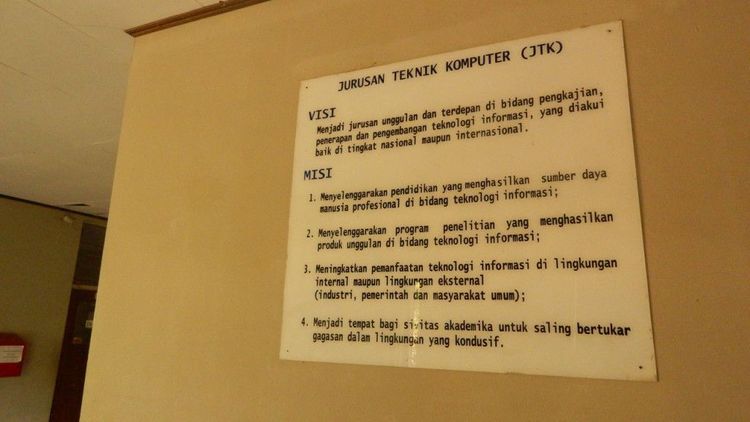 JURUSAN TEKNIK KOMPUTER (JTK)
VISI
Menjadi jurusan unggulan dan terdepan di bidang pengkajian,
penerapan dan pengembangan teknologi informasi, yang diakui
baik di tingkat nasional maupun internasional.
MISI
1. Menyelenggarakan pendidikan yang menghasilkan sumber daya
manusia profesional di bidang teknologi informasi;
2. Menyelenggarakan program penelitian yang menghasilkan
produk unggulan di bidang teknologi informasi;
3. Meningkatkan pemanfaatan teknologi informasi di lingkungan
internal maupun lingkungan eksternal
(industri, pemerintah dan masyarakat umum);
4. Menjadi tempat bagi sivitas akademika untuk saling bertukar
gagasan dalam lingkungan yang kondusif.